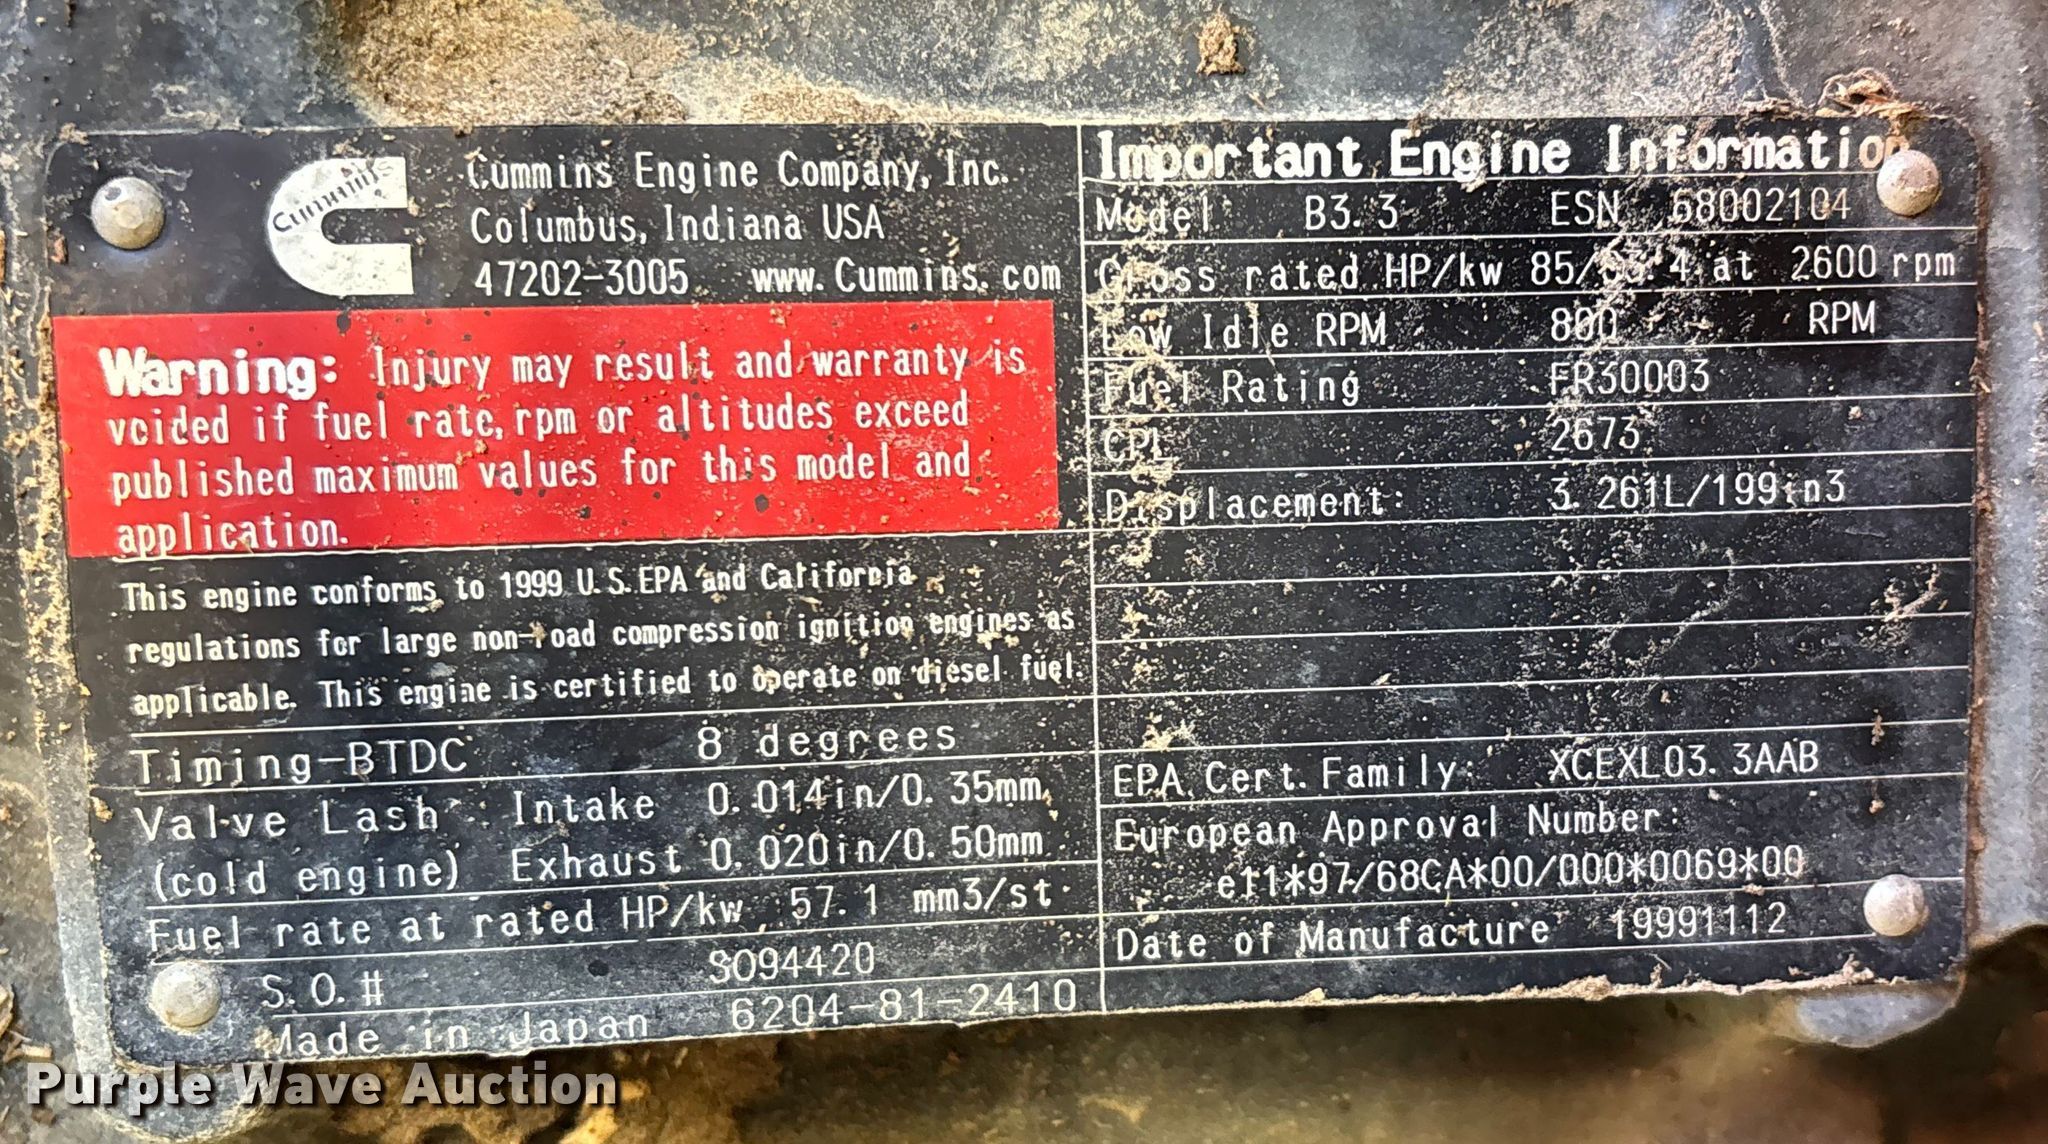 Cummins
Cummins Engine Company, Inc.
Columbus, Indiana USA
47202-3005 www.Cummins.com
Warning: Injury may result and warranty is
voided if fuel rate, rpm or altitudes exceed
published maximum values for this model and
application.
This engine conforms to 1999 U.S.EPA and California
regulations for large non-road compression ignition engines as
applicable. This engine is certified to operate on diesel fuel.
Timing-BTDC 8 degrees
Valve Lash Intake 0.014in/0.35mm
(cold engine) Exhaust 0.020in/0.50mm
Fuel rate at rated HP/kw 57.1 mm3/st
S.O.# SO94420
Made in Japan 6204-81-2410
Important Engine Information
Model B3.3 ESN 68002104
Gross rated HP/kw at 2600 rpm
Low Idle RPM 800 RPM
Fuel Rating FR30003
CPL 2673
Displacement: 3.261L/199in3
EPA Cert. Family: XCEXL03.3AAB
European Approval Number:
e11*97/68CA*00/000*0069*00
Date of Manufacture 19991112
Purple Wave Auction